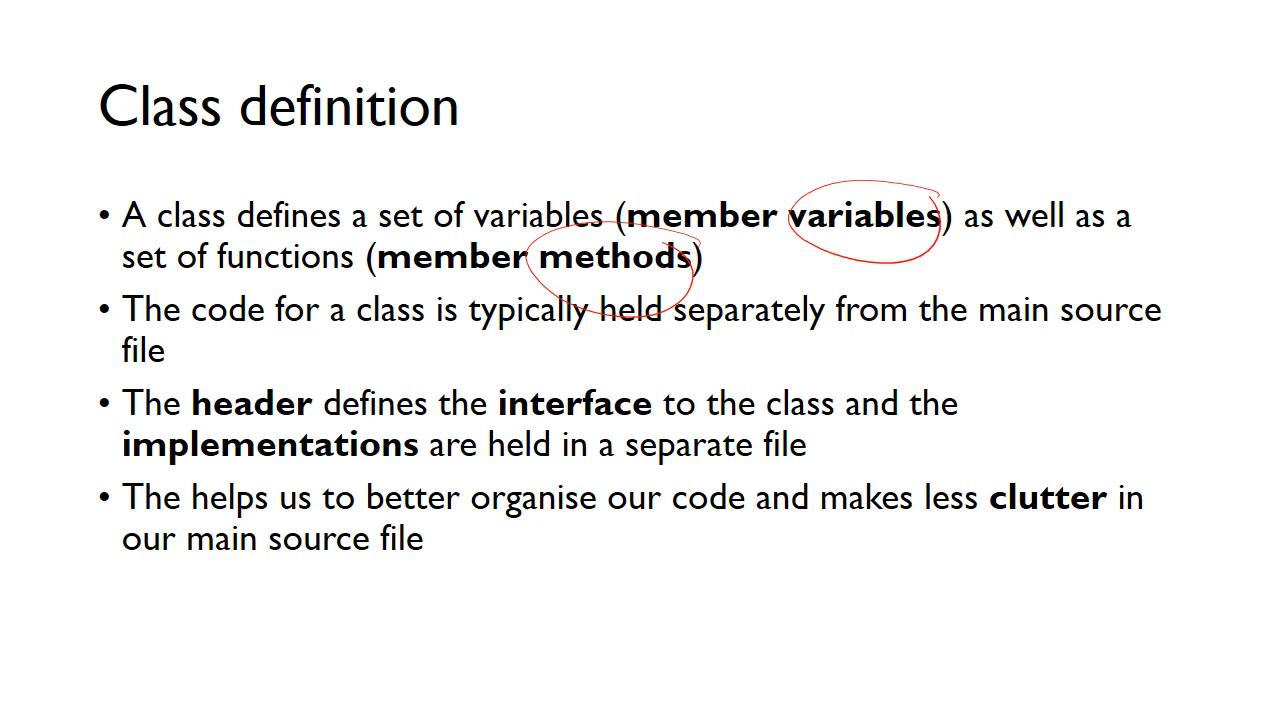 Class definition
• A class defines a set of variables (member variables) as well as a
set of functions (member methods)
• The code for a class is typically held separately from the main source
file
• The header defines the interface to the class and the
implementations are held in a separate file
• The helps us to better organise our code and makes less clutter in
our main source file